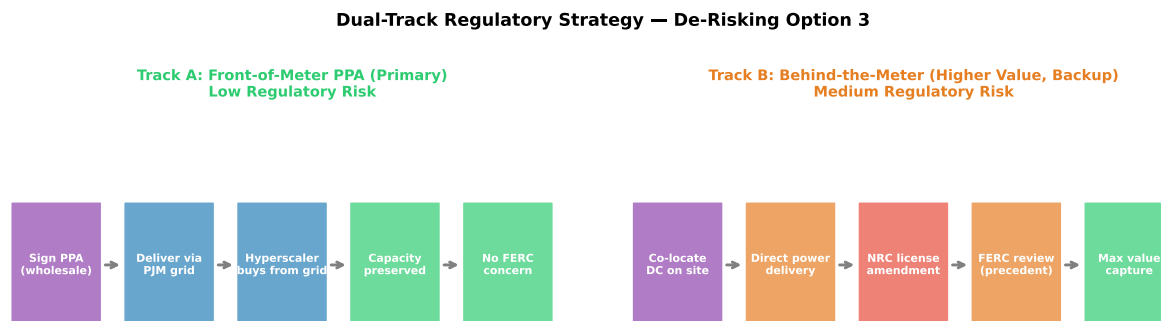 Dual-Track Regulatory Strategy — De-Risking Option 3
Track A: Front-of-Meter PPA (Primary)
Low Regulatory Risk
Sign PPA
(wholesale)
Deliver via
PJM grid
Hyperscaler
buys from grid
Capacity
preserved
No FERC
concern
Track B: Behind-the-Meter (Higher Value, Backup)
Medium Regulatory Risk
Co-locate
DC on site
Direct power
delivery
NRC license
amendment
FERC review
(precedent)
Max value
capture